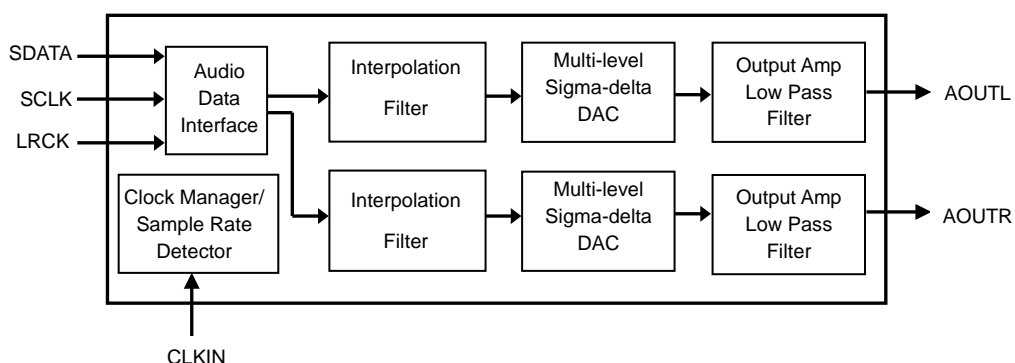 SDATA
SCLK
LRCK
Audio
Data
Interface
Interpolation
Filter
Multi-level
Sigma-delta
DAC
Output Amp
Low Pass
Filter
AOUTL
Clock Manager/
Sample Rate
Detector
Interpolation
Filter
Multi-level
Sigma-delta
DAC
Output Amp
Low Pass
Filter
AOUTR
CLKIN